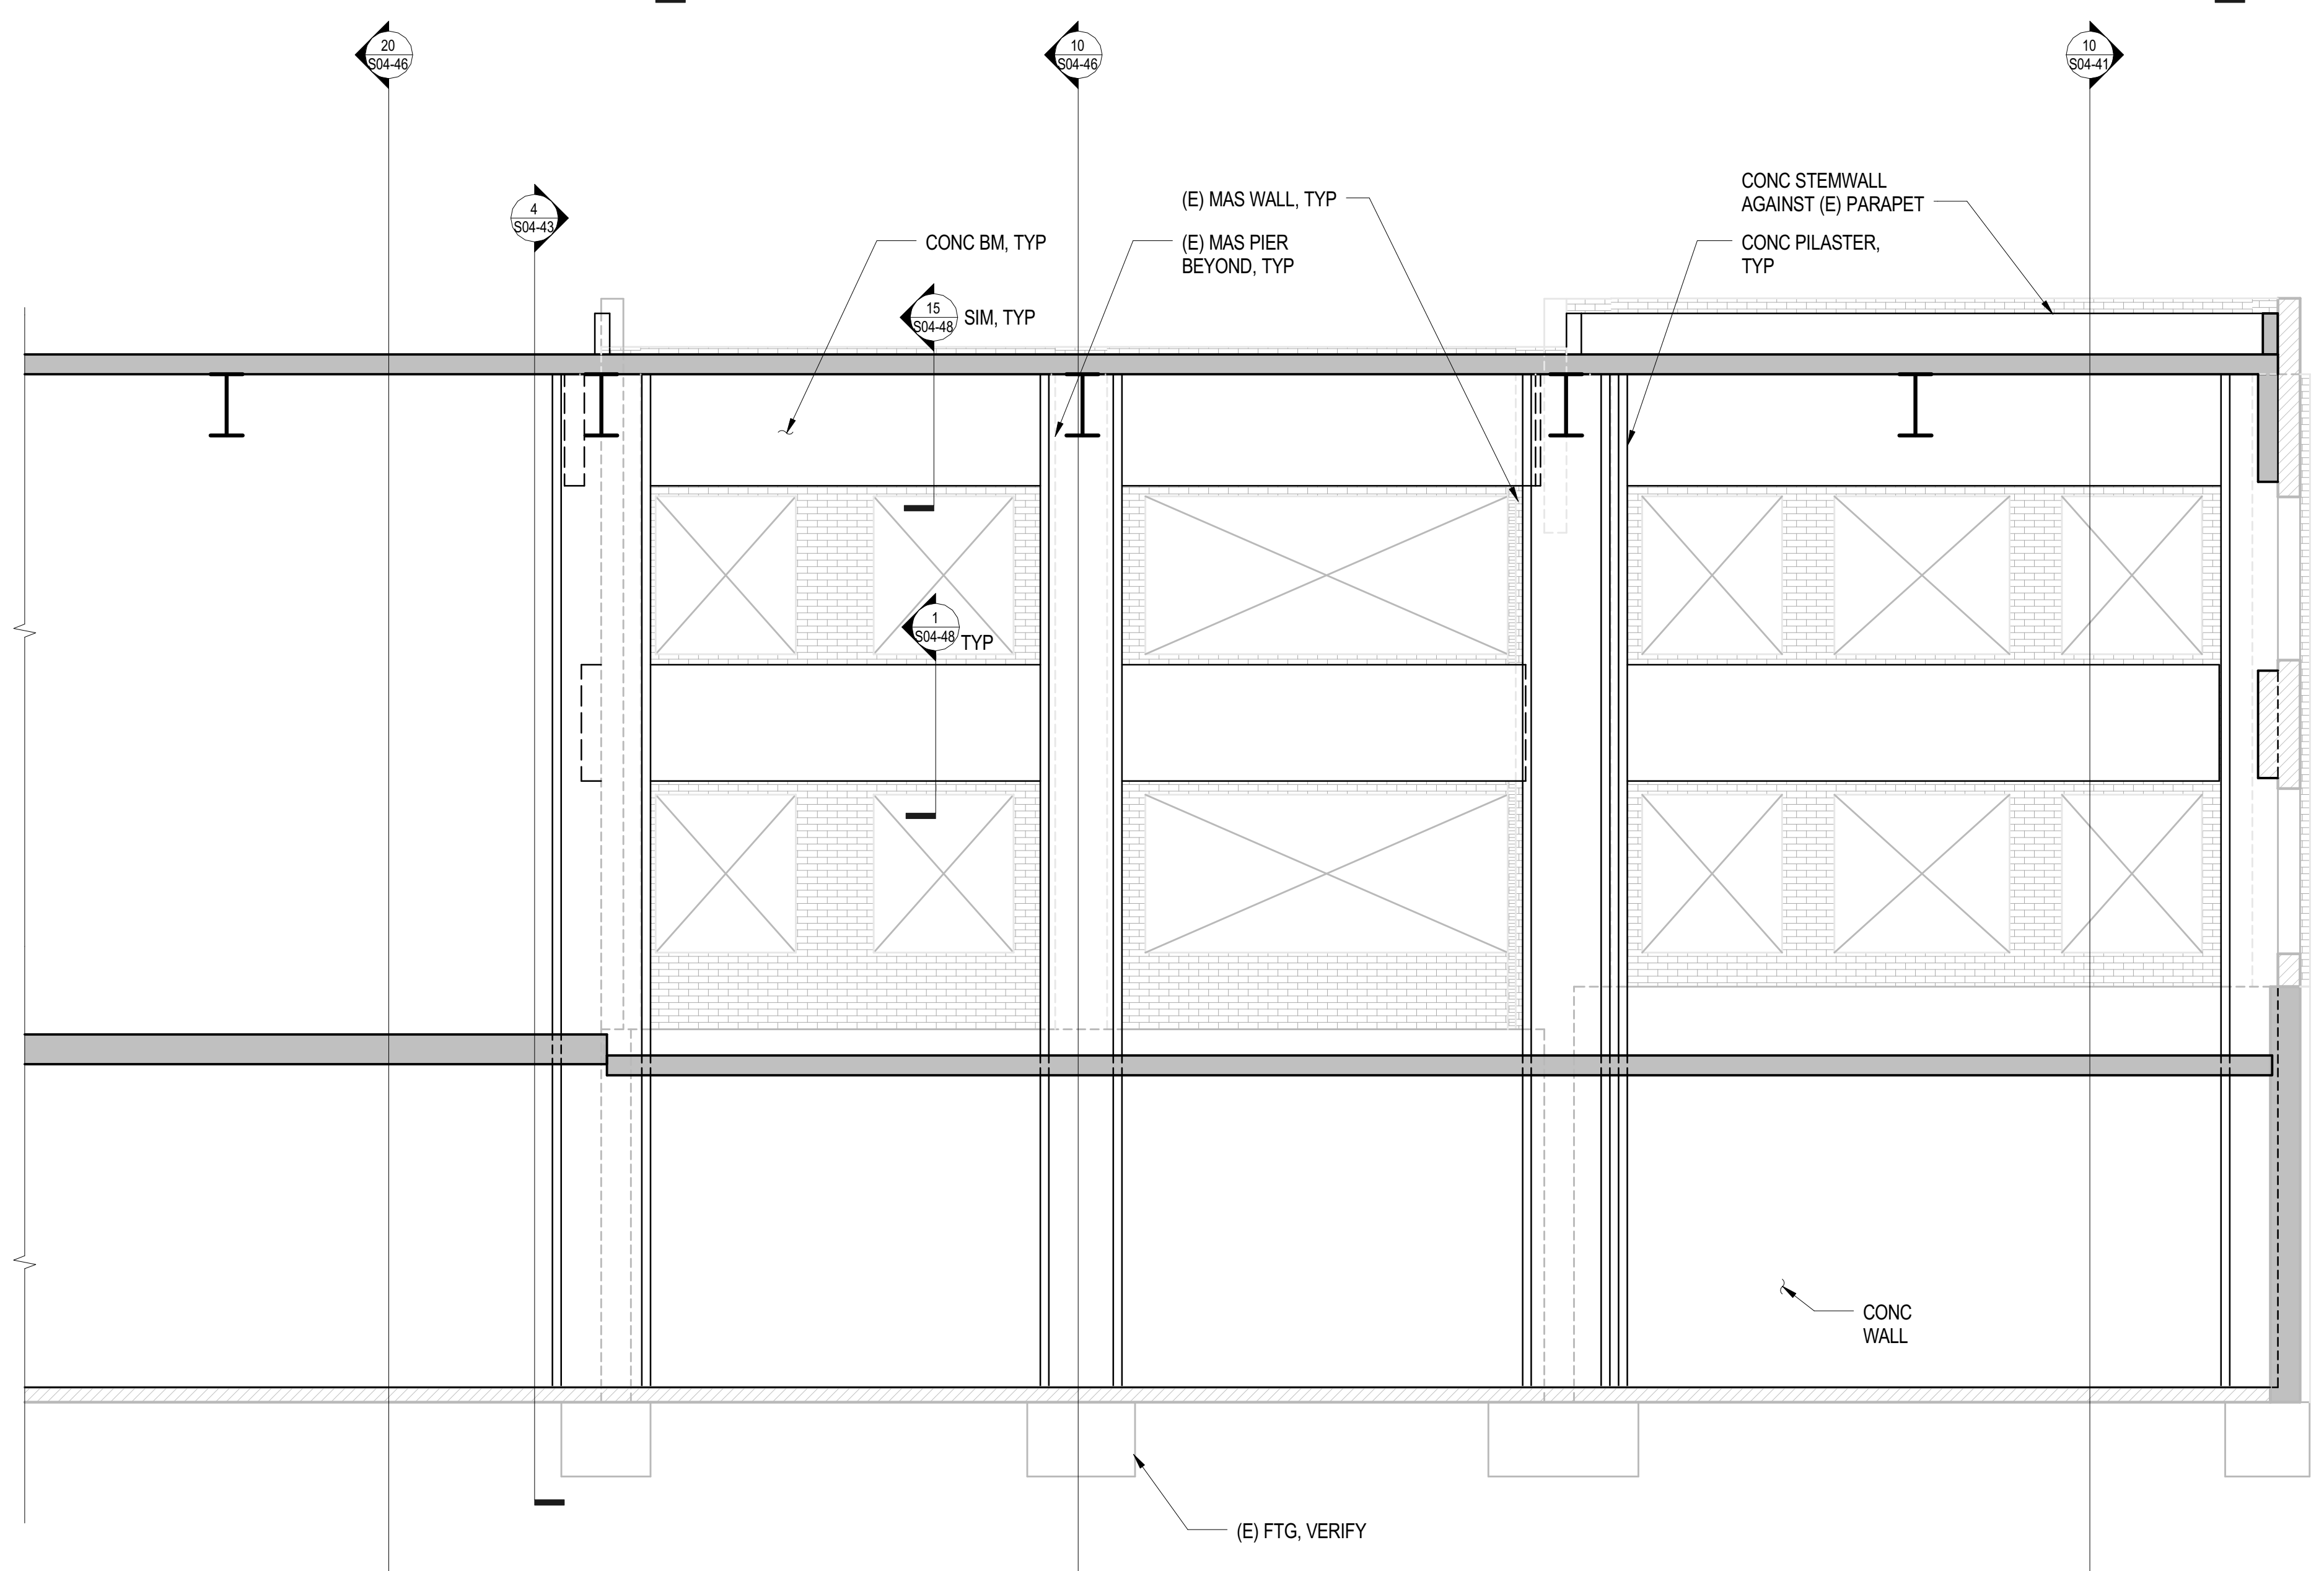 20
S04-46
10
S04-46
10
S04-41
4
S04-43
CONC BM, TYP
(E) MAS WALL, TYP
(E) MAS PIER
BEYOND, TYP
CONC STEMWALL
AGAINST (E) PARAPET
CONC PILASTER,
TYP
15
S04-48
SIM, TYP
1
S04-48
TYP
CONC
WALL
(E) FTG, VERIFY